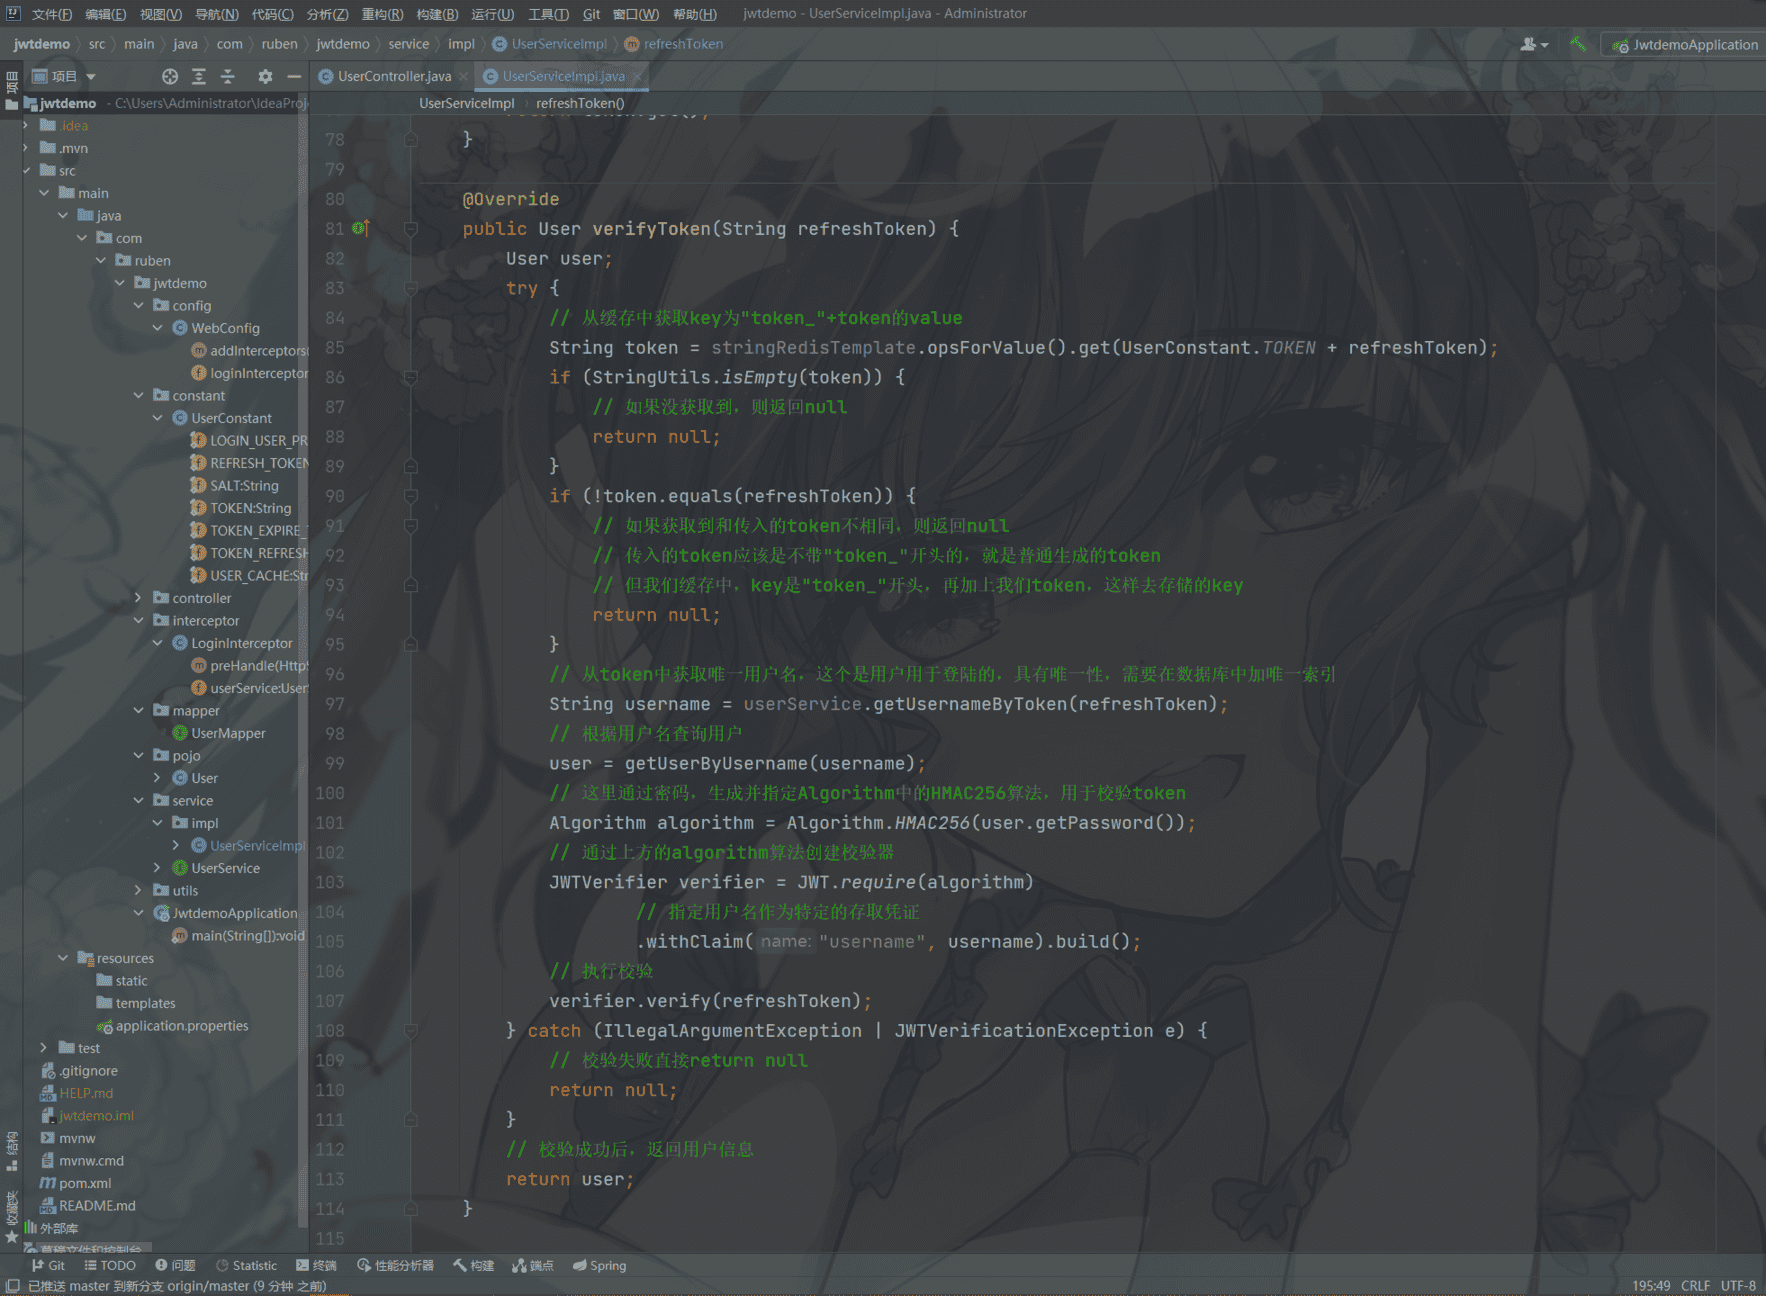 文件(F) 编辑(E) 视图(V) 导航(N) 代码(C) 分析(Z) 重构(R) 构建(B) 运行(U) 工具(T) Git 窗口(W) 帮助(H) jwtdemo - UserServiceImpl.java - Administrator
jwtdemo src main java com ruben jwtdemo service impl UserServiceImpl refreshToken JwtdemoApplication
项目 项目 UserController.java UserServiceImpl.java
jwtdemo - C:\Users\Administrator\IdeaProj UserServiceImpl refreshToken()
.idea
.mvn
src
main
java
com
ruben
jwtdemo
config
WebConfig
addInterceptors(
loginInterceptor
constant
UserConstant
LOGIN_USER_PR
REFRESH_TOKEN
SALT:String
TOKEN:String
TOKEN_EXPIRE_
TOKEN_REFRESH
USER_CACHE:Str
controller
interceptor
LoginInterceptor
preHandle(HttpS
userService:UserS
mapper
UserMapper
pojo
User
service
impl
UserServiceImpl
UserService
utils
JwtdemoApplication
main(String[]):void
resources
static
templates
application.properties
test
.gitignore
HELP.md
jwtdemo.iml
mvnw
mvnw.cmd
pom.xml
README.md
外部库
草稿文件和控制台
结构
收藏夹
78 }
79
80 @Override
81 public User verifyToken(String refreshToken) {
82 User user;
83 try {
84 // 从缓存中获取key为"token_"+token的value
85 String token = stringRedisTemplate.opsForValue().get(UserConstant.TOKEN + refreshToken);
86 if (StringUtils.isEmpty(token)) {
87 // 如果没获取到，则返回null
88 return null;
89 }
90 if (!token.equals(refreshToken)) {
91 // 如果获取到和传入的token不相同，则返回null
92 // 传入的token应该是不带"token_"开头的，就是普通生成的token
93 // 但我们缓存中，key是"token_"开头，再加上我们token，这样去存储的key
94 return null;
95 }
96 // 从token中获取唯一用户名，这个是用户用于登陆的，具有唯一性，需要在数据库中加唯一索引
97 String username = userService.getUsernameByToken(refreshToken);
98 // 根据用户名查询用户
99 user = getUserByUsername(username);
100 // 这里通过密码，生成并指定Algorithm中的HMAC256算法，用于校验token
101 Algorithm algorithm = Algorithm.HMAC256(user.getPassword());
102 // 通过上方的algorithm算法创建校验器
103 JWTVerifier verifier = JWT.require(algorithm)
104 // 指定用户名作为特定的存取凭证
105 .withClaim( name: "username", username).build();
106 // 执行校验
107 verifier.verify(refreshToken);
108 } catch (IllegalArgumentException | JWTVerificationException e) {
109 // 校验失败直接return null
110 return null;
111 }
112 // 校验成功后，返回用户信息
113 return user;
114 }
115
Git TODO 问题 Statistic 终端 性能分析器 构建 端点 Spring
已推送 master 到新分支 origin/master (9 分钟 之前) 195:49 CRLF UTF-8